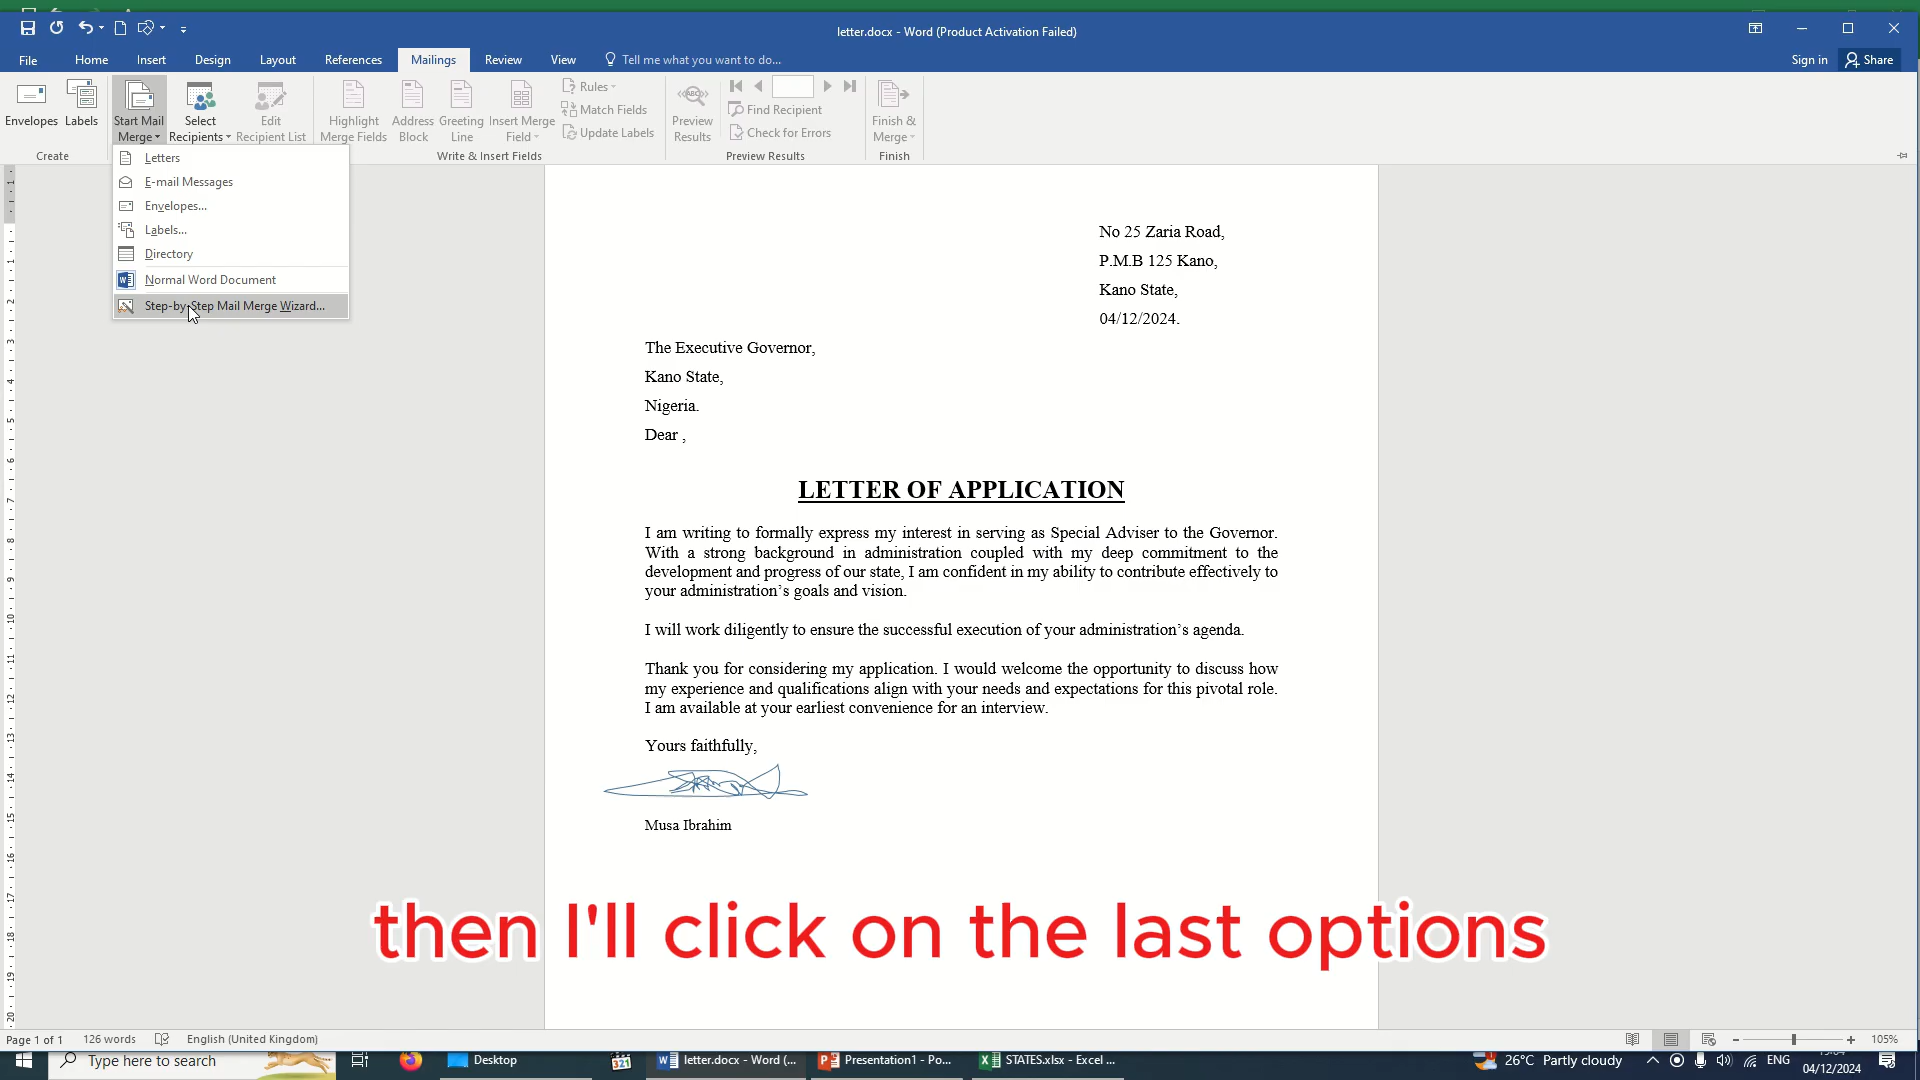 letter.docx - Word (Product Activation Failed)
File Home Insert Design Layout References Mailings Review View Tell me what you want to do... Sign in Share
Envelopes Labels Start Mail Merge Select Recipients Edit Recipient List Highlight Merge Fields Address Block Greeting Line Insert Merge Field
Rules
Match Fields
Update Labels
Preview Results
Find Recipient
Check for Errors
Finish & Merge
Create Write & Insert Fields Preview Results Finish
Letters
E-mail Messages
Envelopes...
Labels...
Directory
Normal Word Document
Step-by-Step Mail Merge Wizard...
No 25 Zaria Road,
P.M.B 125 Kano,
Kano State,
04/12/2024.
The Executive Governor,
Kano State,
Nigeria.
Dear ,
LETTER OF APPLICATION
I am writing to formally express my interest in serving as Special Adviser to the Governor.
With a strong background in administration coupled with my deep commitment to the
development and progress of our state, I am confident in my ability to contribute effectively to
your administration’s goals and vision.
I will work diligently to ensure the successful execution of your administration’s agenda.
Thank you for considering my application. I would welcome the opportunity to discuss how
my experience and qualifications align with your needs and expectations for this pivotal role.
I am available at your earliest convenience for an interview.
Yours faithfully,
Musa Ibrahim
then I'll click on the last options
Page 1 of 1 126 words English (United Kingdom) 105%
Type here to search Desktop 321 letter.docx - Word (... Presentation1 - Po... STATES.xlsx - Excel ... 26°C Partly cloudy ENG
04/12/2024